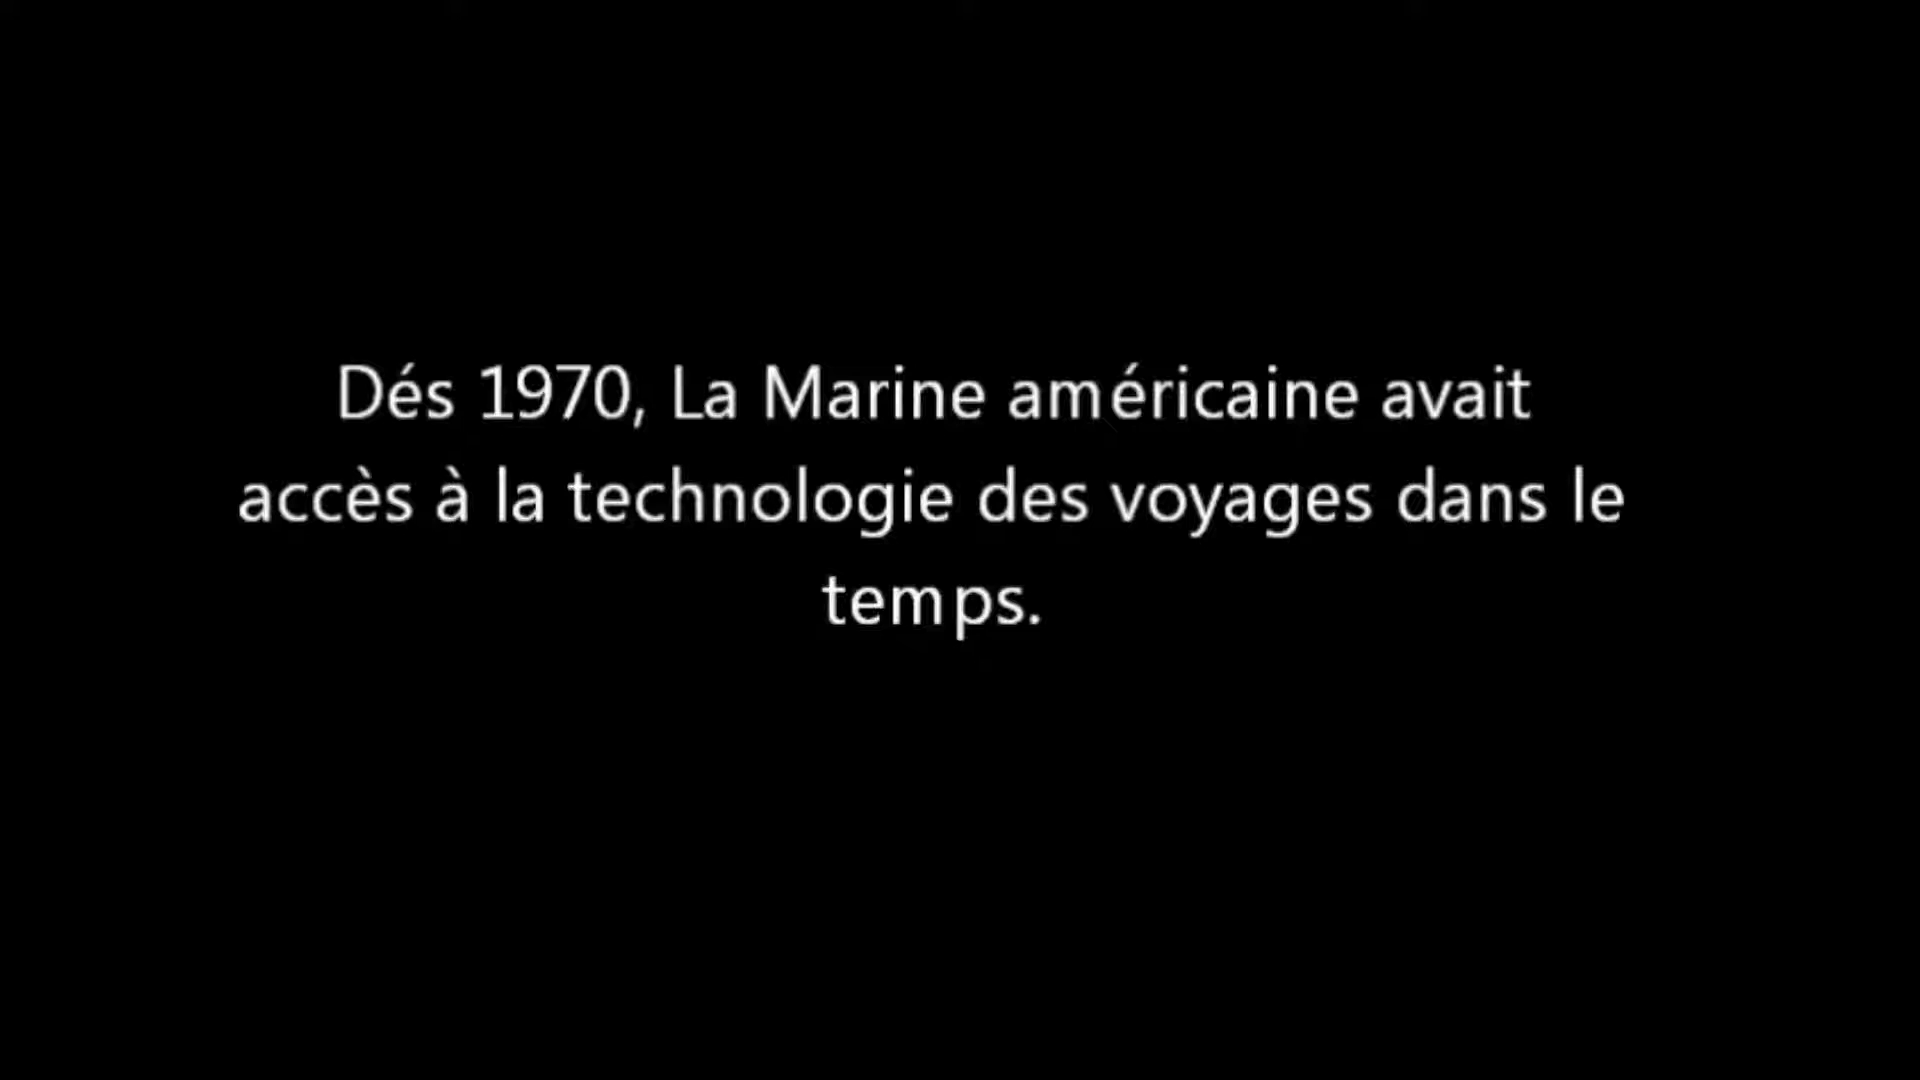 Dés 1970, La Marine américaine avait
accès à la technologie des voyages dans le
temps.